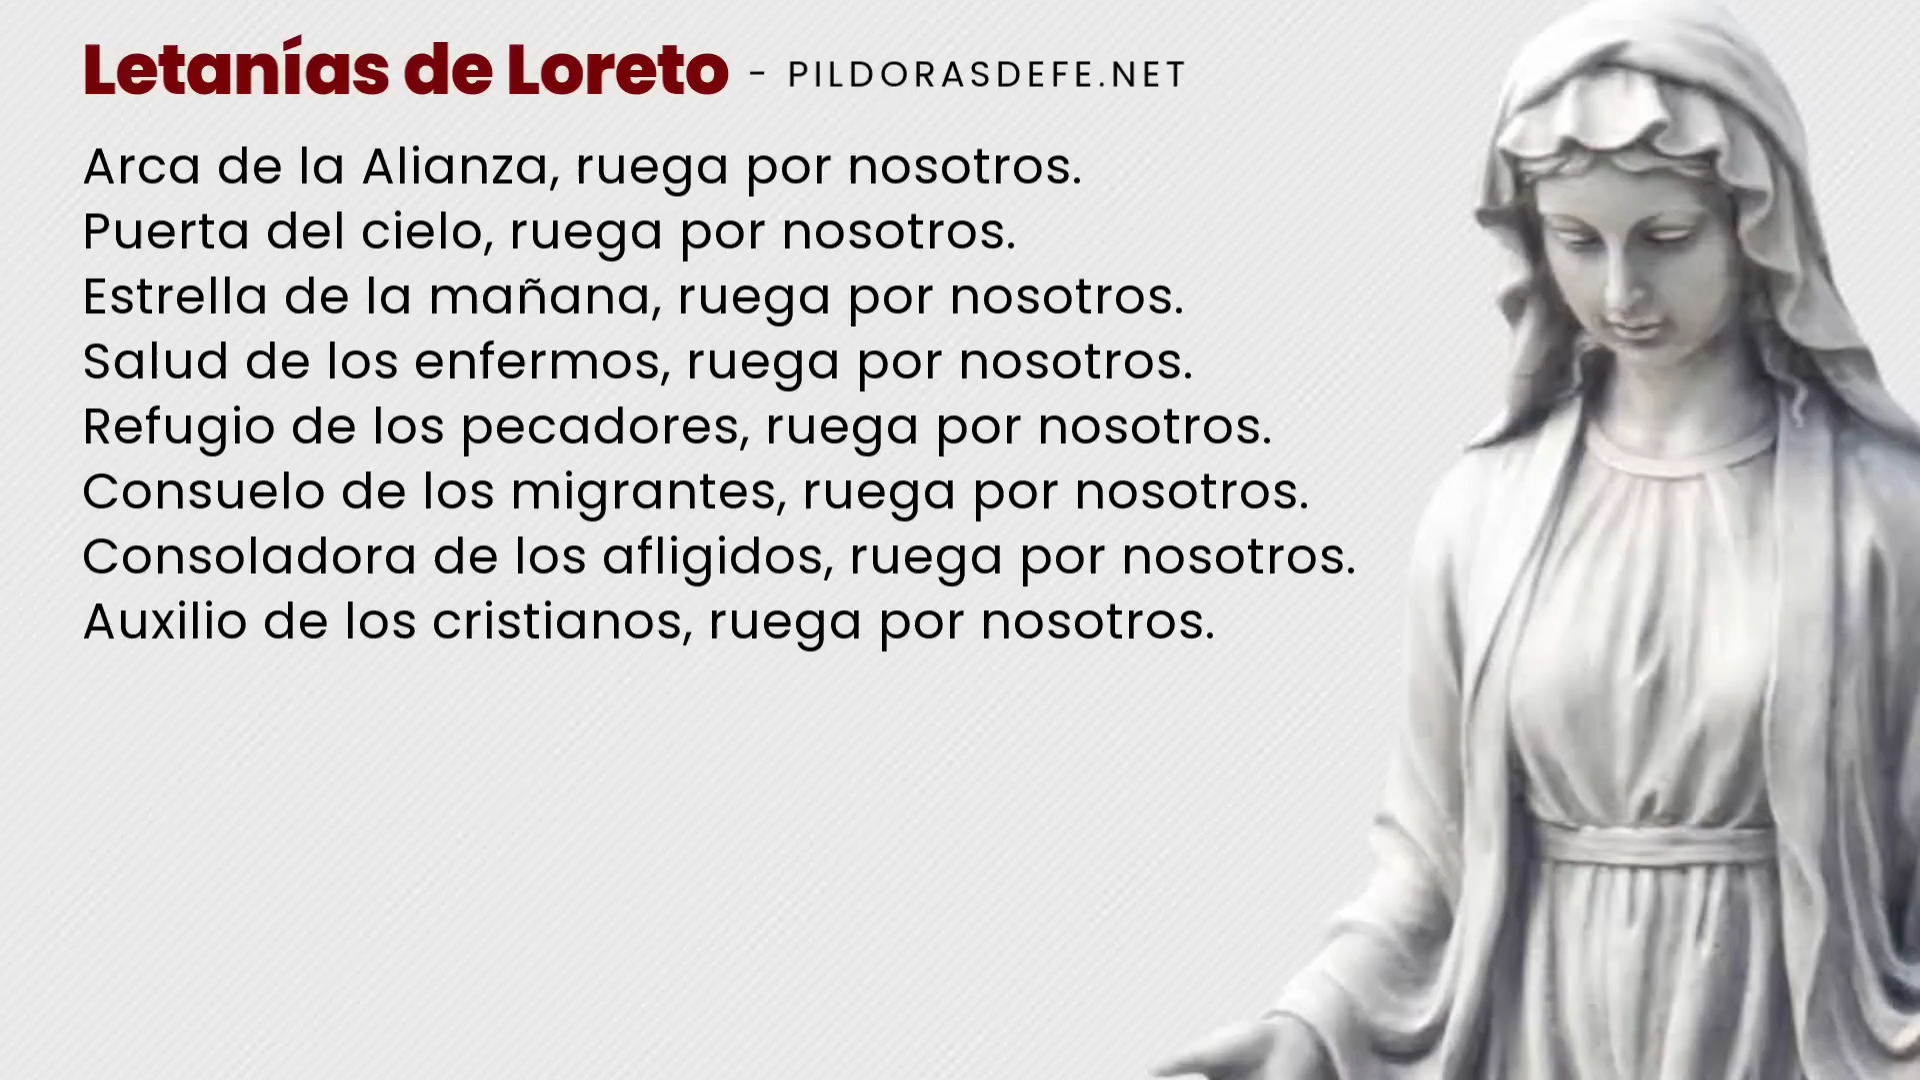 Letanías de Loreto - PILDORASDEFE.NET
Arca de la Alianza, ruega por nosotros.
Puerta del cielo, ruega por nosotros.
Estrella de la mañana, ruega por nosotros.
Salud de los enfermos, ruega por nosotros.
Refugio de los pecadores, ruega por nosotros.
Consuelo de los migrantes, ruega por nosotros.
Consoladora de los afligidos, ruega por nosotros.
Auxilio de los cristianos, ruega por nosotros.